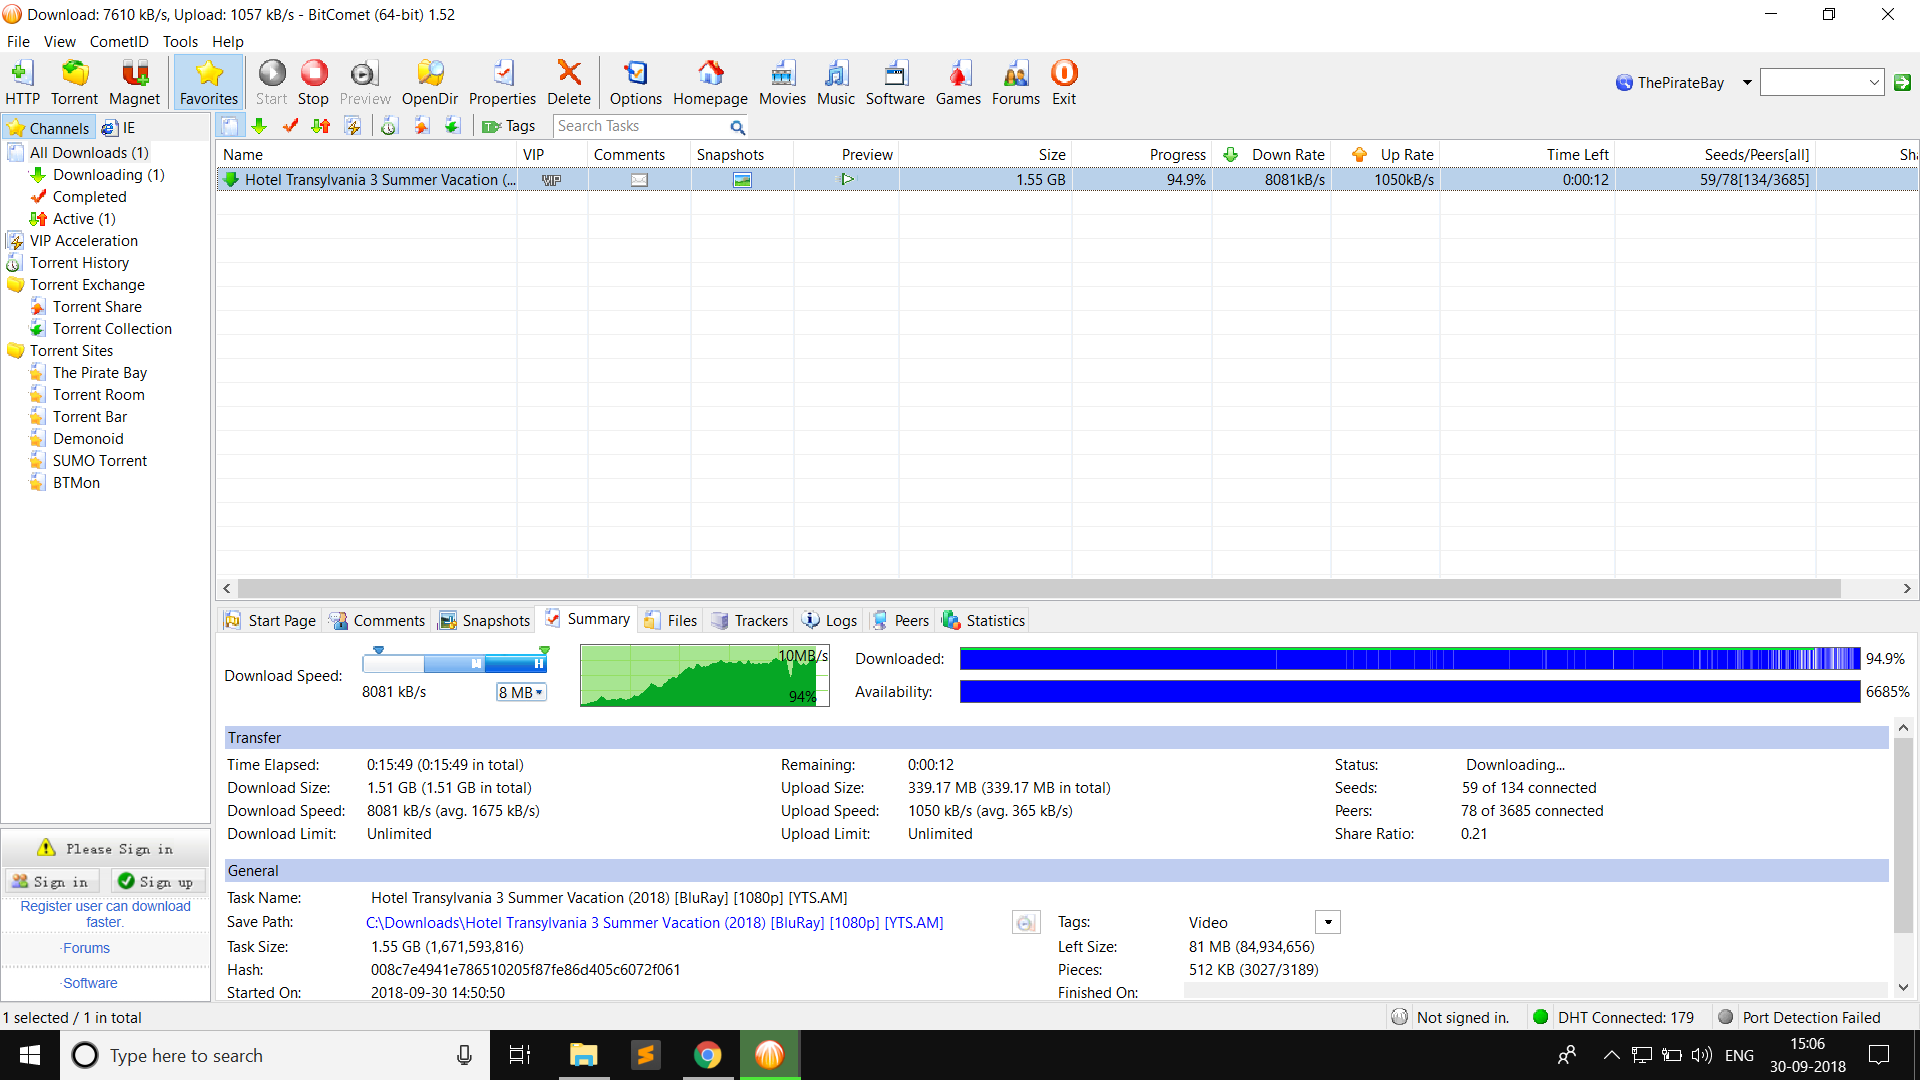 Download: 7610 kB/s, Upload: 1057 kB/s - BitComet (64-bit) 1.52
File View CometID Tools Help
HTTP Torrent Magnet Favorites Start Stop Preview OpenDir Properties Delete Options Homepage Movies Music Software Games Forums Exit ThePirateBay
Channels IE
Tags Search Tasks
Name VIP Comments Snapshots Preview Size Progress Down Rate Up Rate Time Left Seeds/Peers[all] Sh
Hotel Transylvania 3 Summer Vacation (... VIP 1.55 GB 94.9% 8081kB/s 1050kB/s 0:00:12 59/78[134/3685]
All Downloads (1)
Downloading (1)
Completed
Active (1)
VIP Acceleration
Torrent History
Torrent Exchange
Torrent Share
Torrent Collection
Torrent Sites
The Pirate Bay
Torrent Room
Torrent Bar
Demonoid
SUMO Torrent
BTMon
Please Sign in
Sign in Sign up
Register user can download
faster.
·Forums
·Software
Start Page Comments Snapshots Summary Files Trackers Logs Peers Statistics
Download Speed: M H
8081 kB/s 8 MB
10MB/s
94%
Downloaded: 94.9%
Availability: 6685%
Transfer
Time Elapsed: 0:15:49 (0:15:49 in total) Remaining: 0:00:12 Status: Downloading...
Download Size: 1.51 GB (1.51 GB in total) Upload Size: 339.17 MB (339.17 MB in total) Seeds: 59 of 134 connected
Download Speed: 8081 kB/s (avg. 1675 kB/s) Upload Speed: 1050 kB/s (avg. 365 kB/s) Peers: 78 of 3685 connected
Download Limit: Unlimited Upload Limit: Unlimited Share Ratio: 0.21
General
Task Name: Hotel Transylvania 3 Summer Vacation (2018) [BluRay] [1080p] [YTS.AM]
Save Path: C:\Downloads\Hotel Transylvania 3 Summer Vacation (2018) [BluRay] [1080p] [YTS.AM] Tags: Video
Task Size: 1.55 GB (1,671,593,816) Left Size: 81 MB (84,934,656)
Hash: 008c7e4941e786510205f87fe86d405c6072f061 Pieces: 512 KB (3027/3189)
Started On: 2018-09-30 14:50:50 Finished On:
1 selected / 1 in total Not signed in. DHT Connected: 179 Port Detection Failed
Type here to search ENG 15:06
30-09-2018